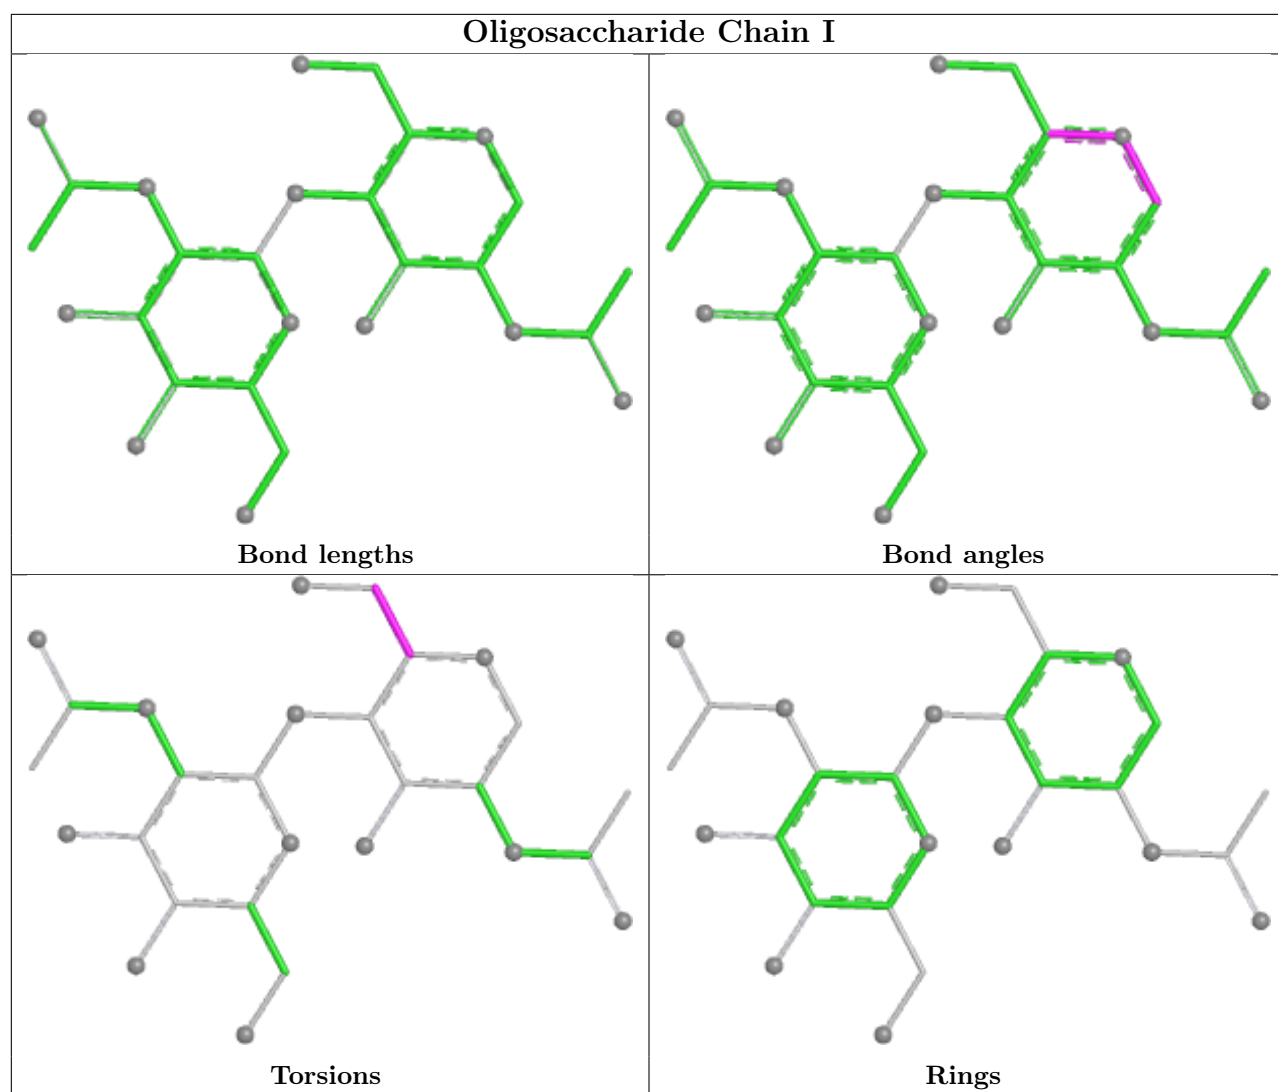 Oligosaccharide Chain I
Bond lengths
Bond angles
Torsions
Rings